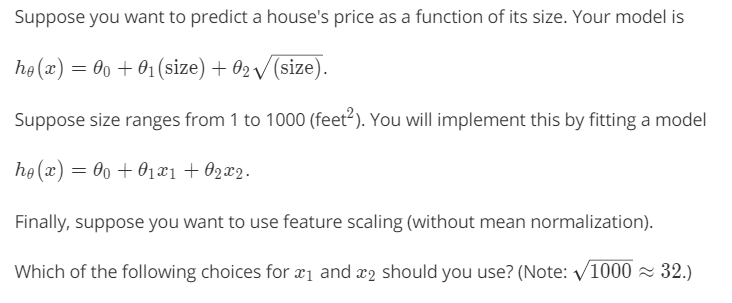 Suppose you want to predict a house's price as a function of its size. Your model is
hθ(x) = θ₀ + θ₁(size) + θ₂√(size).
Suppose size ranges from 1 to 1000 (feet²). You will implement this by fitting a model
hθ(x) = θ₀ + θ₁x₁ + θ₂x₂.
Finally, suppose you want to use feature scaling (without mean normalization).
Which of the following choices for x₁ and x₂ should you use? (Note: √1000 ≈ 32.)